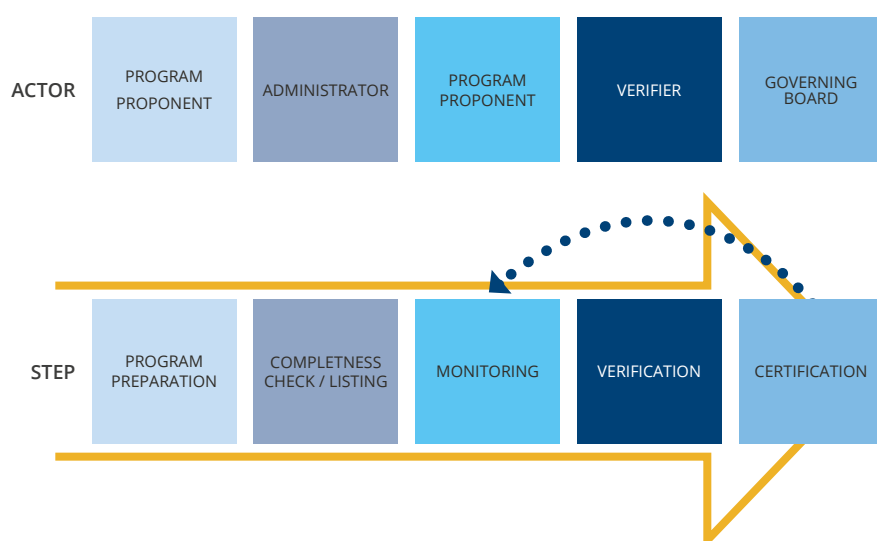 ACTOR
PROGRAM
PROPONENT
ADMINISTRATOR
PROGRAM
PROPONENT
VERIFIER
GOVERNING
BOARD
STEP
PROGRAM
PREPARATION
COMPLETNESS
CHECK / LISTING
MONITORING
VERIFICATION
CERTIFICATION